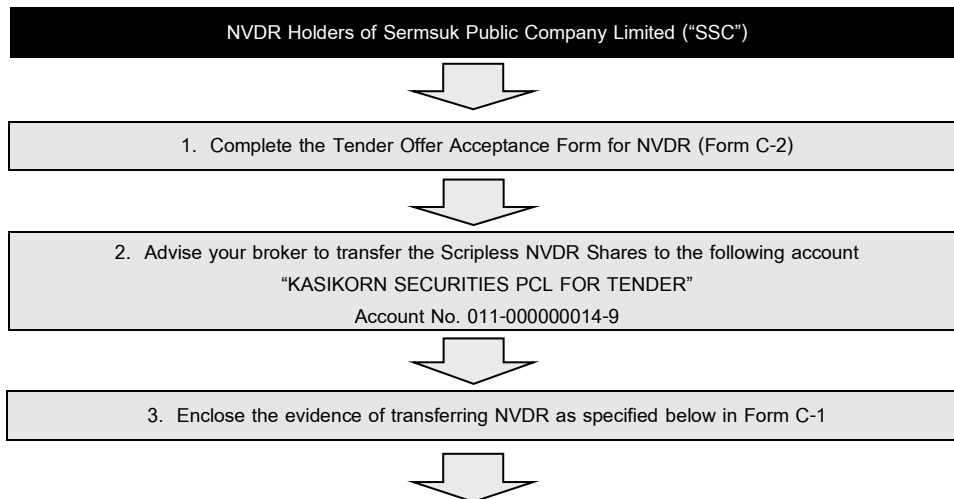 NVDR Holders of Sermsuk Public Company Limited (“SSC”)
1. Complete the Tender Offer Acceptance Form for NVDR (Form C-2)
2. Advise your broker to transfer the Scripless NVDR Shares to the following account
“KASIKORN SECURITIES PCL FOR TENDER”
Account No. 011-000000014-9
3. Enclose the evidence of transferring NVDR as specified below in Form C-1